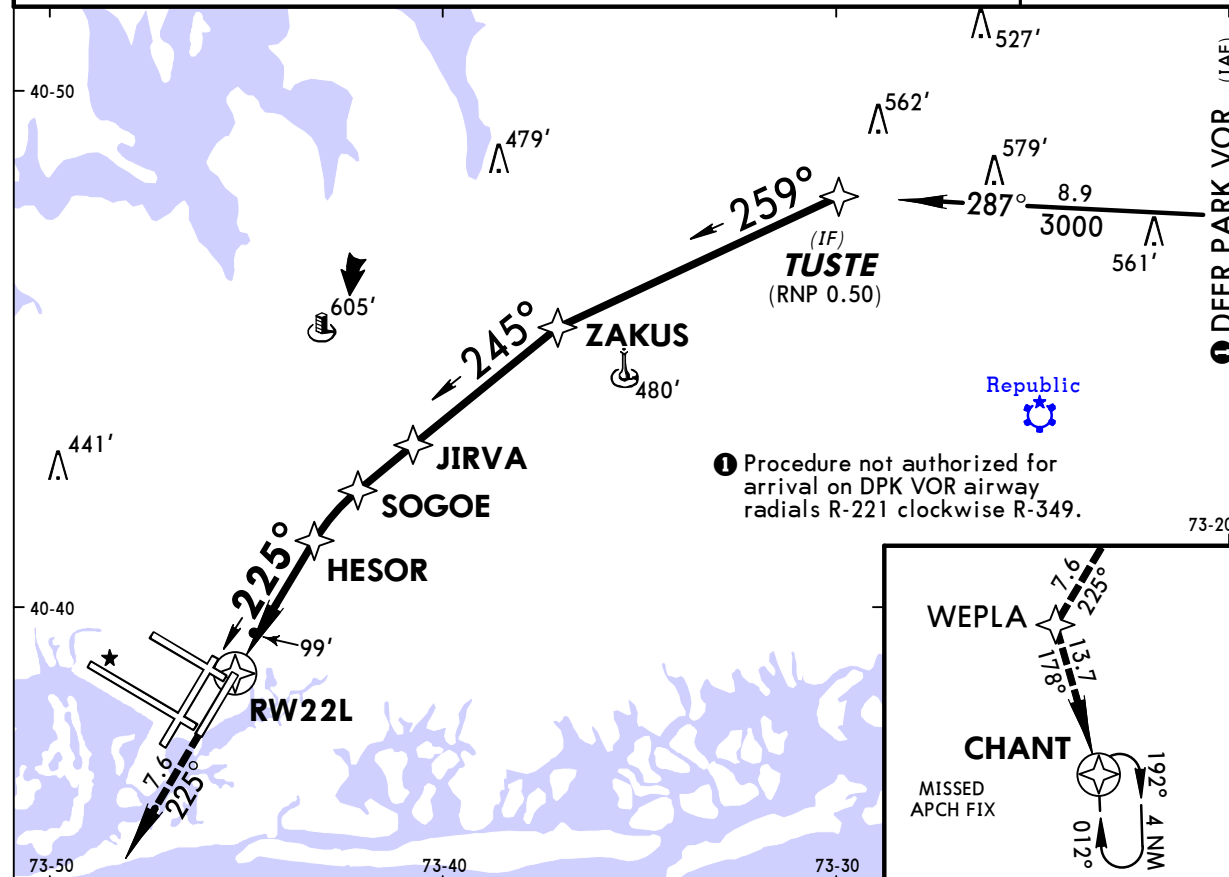 527'
40-50
562'
479'
579'
(IAF)
DEER PARK VOR
❶
259°
287°
8.9
3000
561'
(IF)
TUSTE
(RNP 0.50)
605'
245°
ZAKUS
480'
Republic
441'
JIRVA
❶ Procedure not authorized for
arrival on DPK VOR airway
radials R-221 clockwise R-349.
SOGOE
73-20
225°
HESOR
40-40
99'
RW22L
7.6
225°
7.6
225°
WEPLA
13.7
178°
CHANT
MISSED
APCH FIX
192°
4 NM
012°
73-50
73-40
73-30